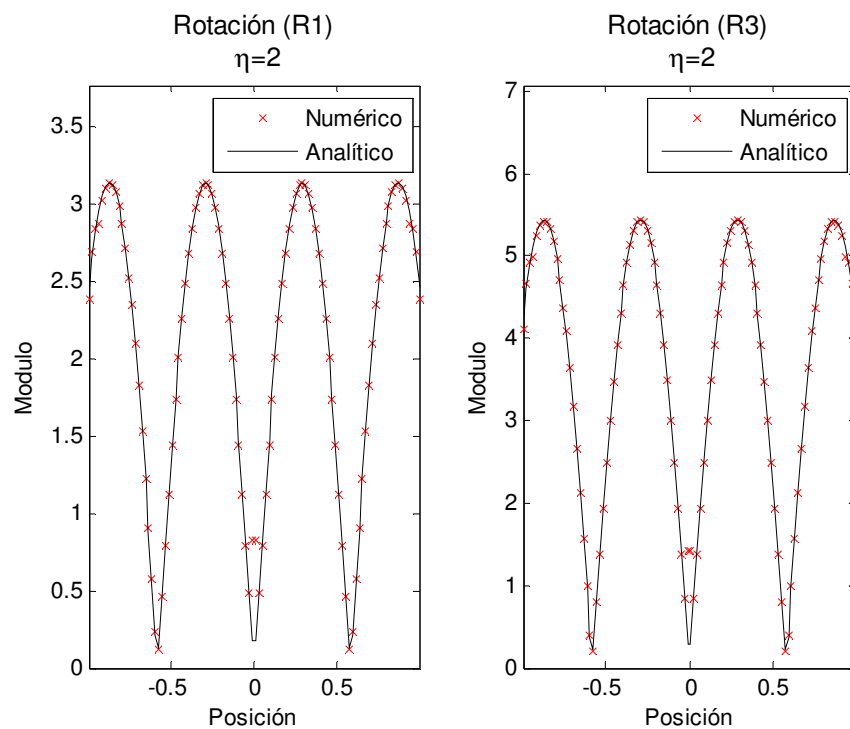 Rotación (R1)
η=2
Numérico
Analítico
3.5
3
2.5
2
1.5
1
0.5
0
Modulo
-0.5
0
0.5
Posición
Rotación (R3)
η=2
Numérico
Analítico
7
6
5
4
3
2
1
0
Modulo
-0.5
0
0.5
Posición